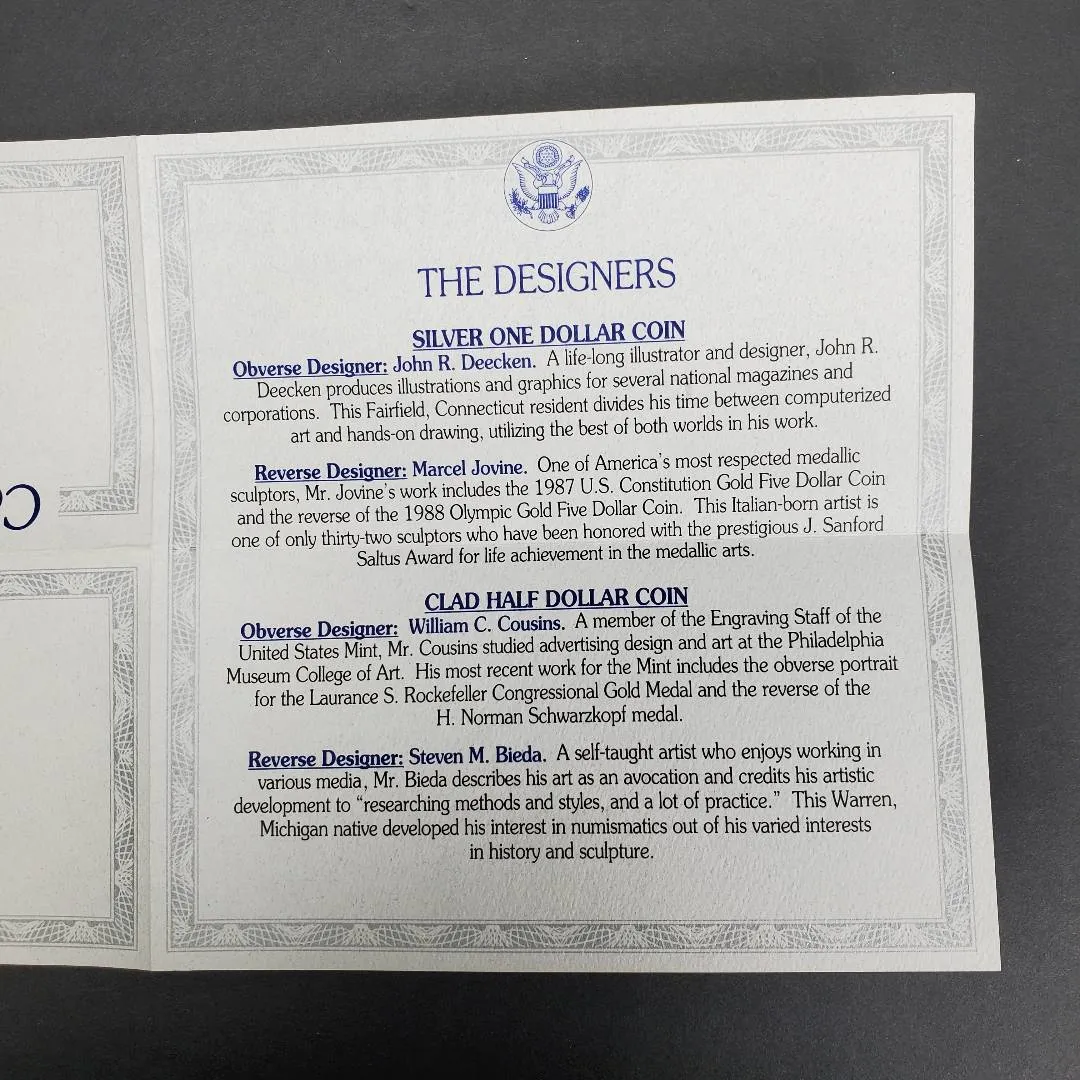 THE DESIGNERS
SILVER ONE DOLLAR COIN
Obverse Designer: John R. Deecken. A life-long illustrator and designer, John R.
Deecken produces illustrations and graphics for several national magazines and
corporations. This Fairfield, Connecticut resident divides his time between computerized
art and hands-on drawing, utilizing the best of both worlds in his work.
Reverse Designer: Marcel Jovine. One of America's most respected medallic
sculptors, Mr. Jovine's work includes the 1987 U.S. Constitution Gold Five Dollar Coin
and the reverse of the 1988 Olympic Gold Five Dollar Coin. This Italian-born artist is
one of only thirty-two sculptors who have been honored with the prestigious J. Sanford
Saltus Award for life achievement in the medallic arts.
CLAD HALF DOLLAR COIN
Obverse Designer: William C. Cousins. A member of the Engraving Staff of the
United States Mint, Mr. Cousins studied advertising design and art at the Philadelphia
Museum College of Art. His most recent work for the Mint includes the obverse portrait
for the Laurance S. Rockefeller Congressional Gold Medal and the reverse of the
H. Norman Schwarzkopf medal.
Reverse Designer: Steven M. Bieda. A self-taught artist who enjoys working in
various media, Mr. Bieda describes his art as an avocation and credits his artistic
development to "researching methods and styles, and a lot of practice." This Warren,
Michigan native developed his interest in numismatics out of his varied interests
in history and sculpture.